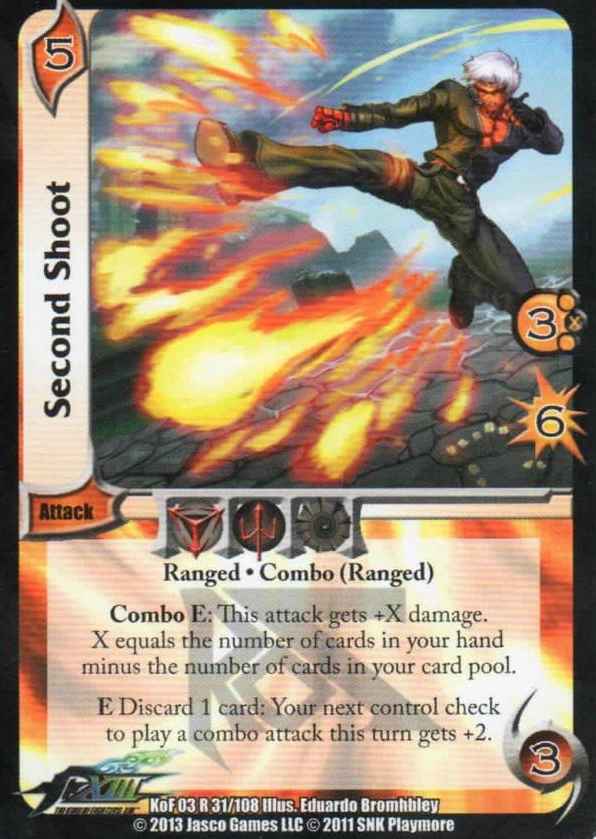 5
Second Shoot
3
6
Attack
Ranged • Combo (Ranged)
Combo E: This attack gets +X damage.
X equals the number of cards in your hand
minus the number of cards in your card pool.
E Discard 1 card: Your next control check
to play a combo attack this turn gets +2.
3
XIII
KoF 03 R 31/108 Illus. Eduardo Bromhbley
© 2013 Jasco Games LLC © 2011 SNK Playmore